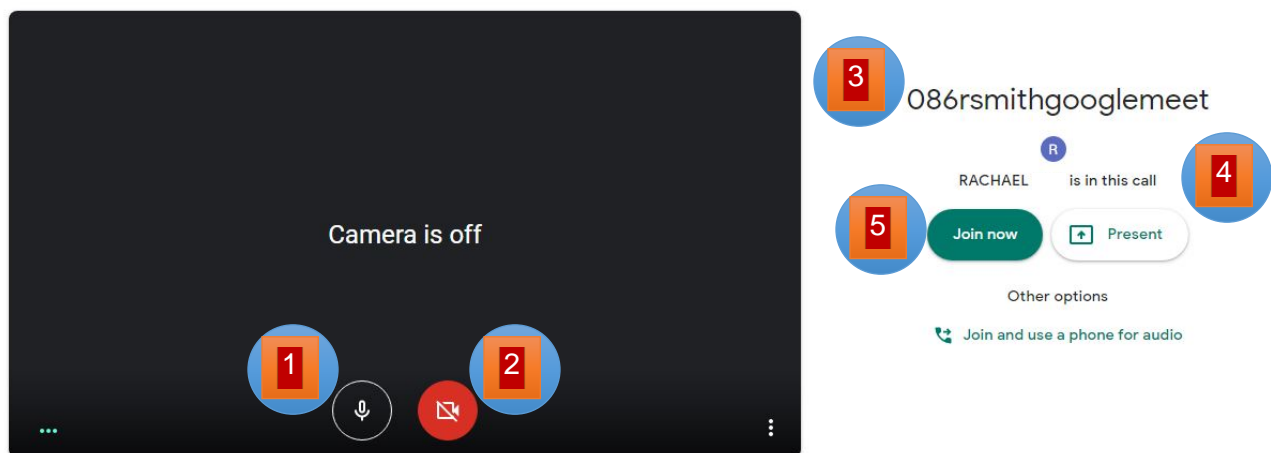 Camera is off
1
2
3
086rsmithgooglemeet
R
RACHAEL is in this call
4
5
Join now
Present
Other options
Join and use a phone for audio